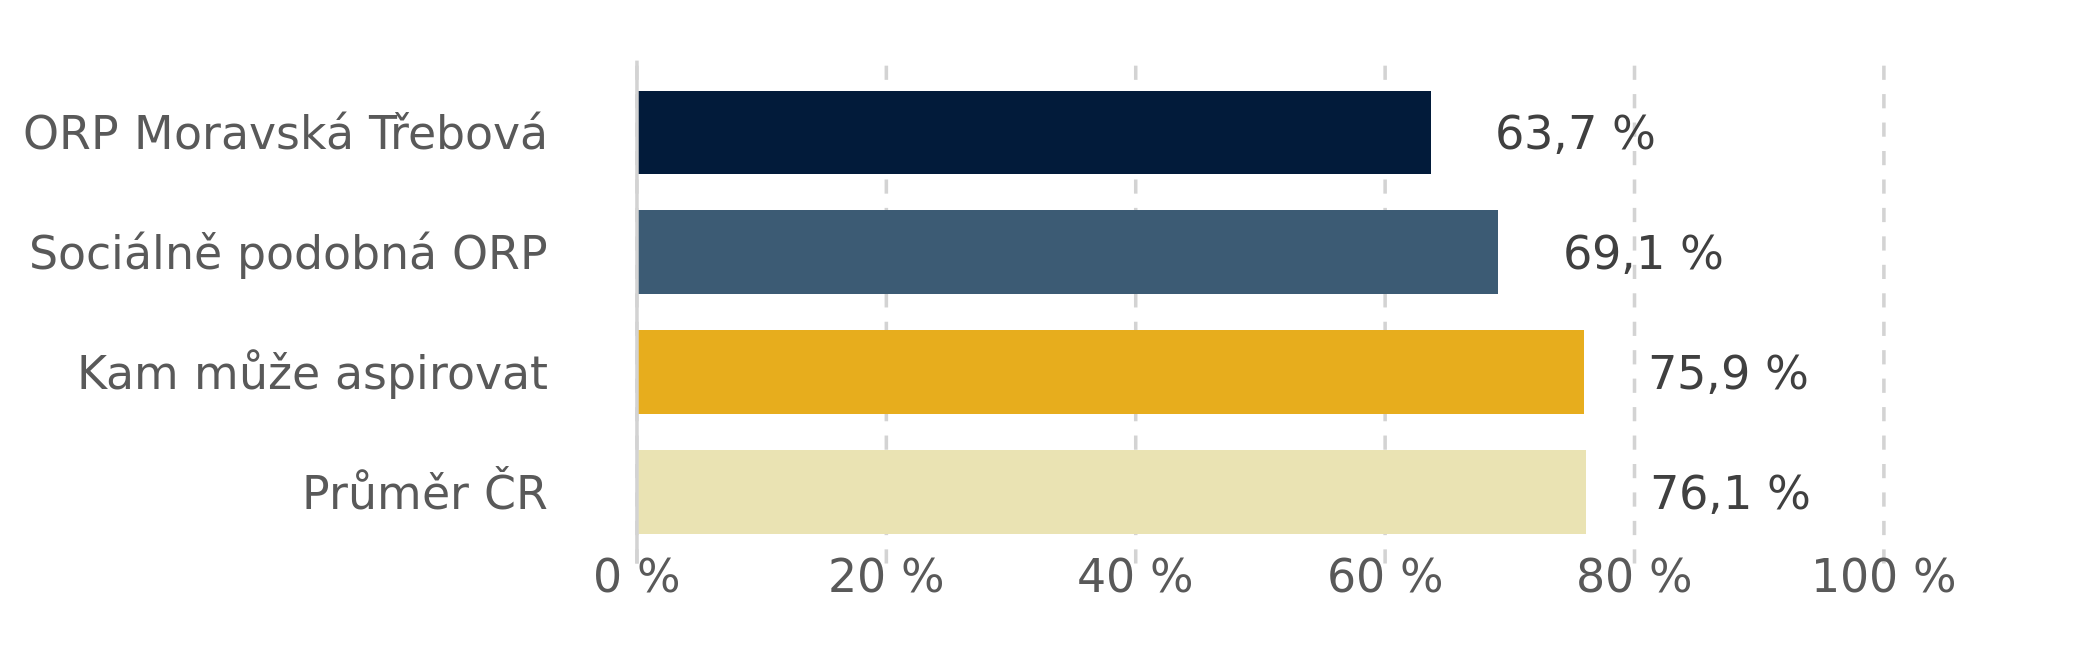 ORP Moravská Třebová 63,7 %
Sociálně podobná ORP 69,1 %
Kam může aspirovat 75,9 %
Průměr ČR 76,1 %
0 % 20 % 40 % 60 % 80 % 100 %